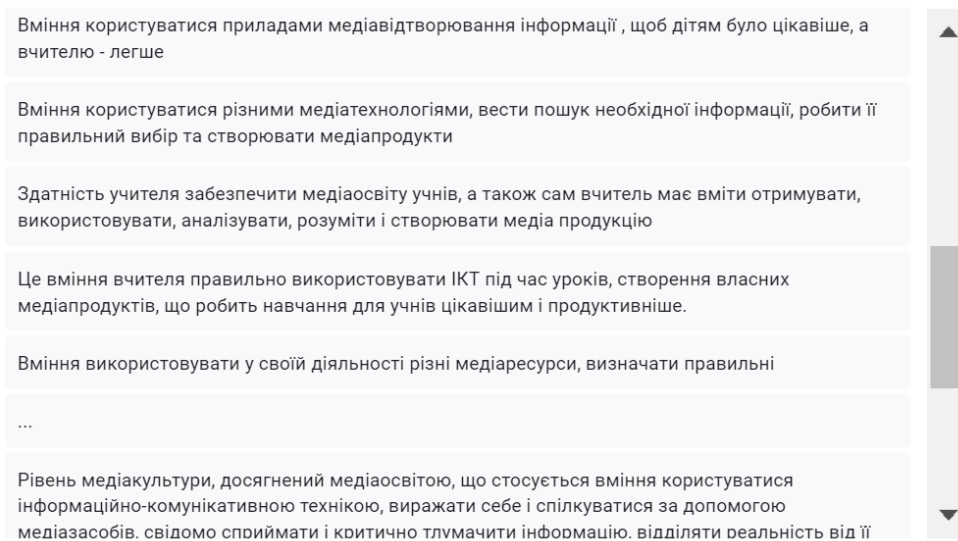 Вміння користуватися приладами медіавідтворювання інформації , щоб дітям було цікавіше, а
вчителю - легше
Вміння користуватися різними медіатехнологіями, вести пошук необхідної інформації, робити її
правильний вибір та створювати медіапродукти
Здатність учителя забезпечити медіаосвіту учнів, а також сам вчитель має вміти отримувати,
використовувати, аналізувати, розуміти і створювати медіа продукцію
Це вміння вчителя правильно використовувати ІКТ під час уроків, створення власних
медіапродуктів, що робить навчання для учнів цікавішим і продуктивніше.
Вміння використовувати у своїй діяльності різні медіаресурси, визначати правильні
...
Рівень медіакультури, досягнений медіаосвітою, що стосується вміння користуватися
інформаційно-комунікативною технікою, виражати себе і спілкуватися за допомогою
медіазасобів, свідомо сприймати і критично тлумачити інформацію, відділяти реальність від її